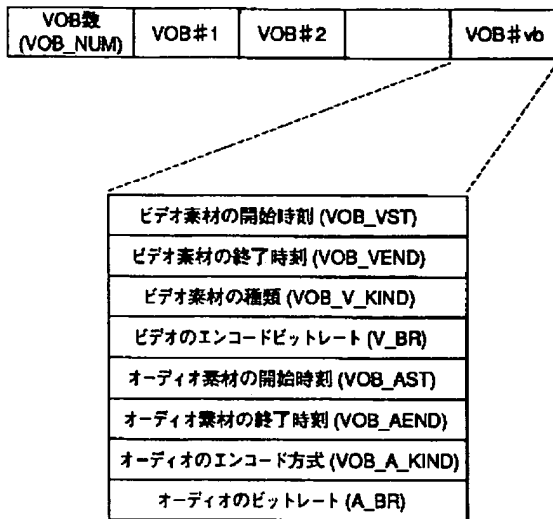 VOB数
(VOB_NUM)
VOB#1
VOB#2
VOB#vb
ビデオ素材の開始時刻 (VOB_VST)
ビデオ素材の終了時刻 (VOB_VEND)
ビデオ素材の種類 (VOB_V_KIND)
ビデオのエンコードビットレート (V_BR)
オーディオ素材の開始時刻 (VOB_AST)
オーディオ素材の終了時刻 (VOB_AEND)
オーディオのエンコード方式 (VOB_A_KIND)
オーディオのビットレート (A_BR)